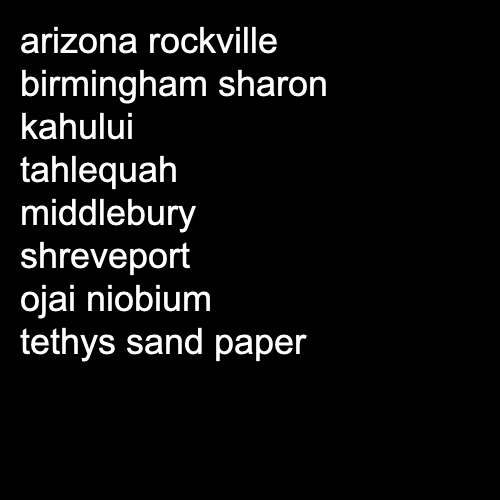 arizona rockville
birmingham sharon
kahului
tahlequah
middlebury
shreveport
ojai niobium
tethys sand paper